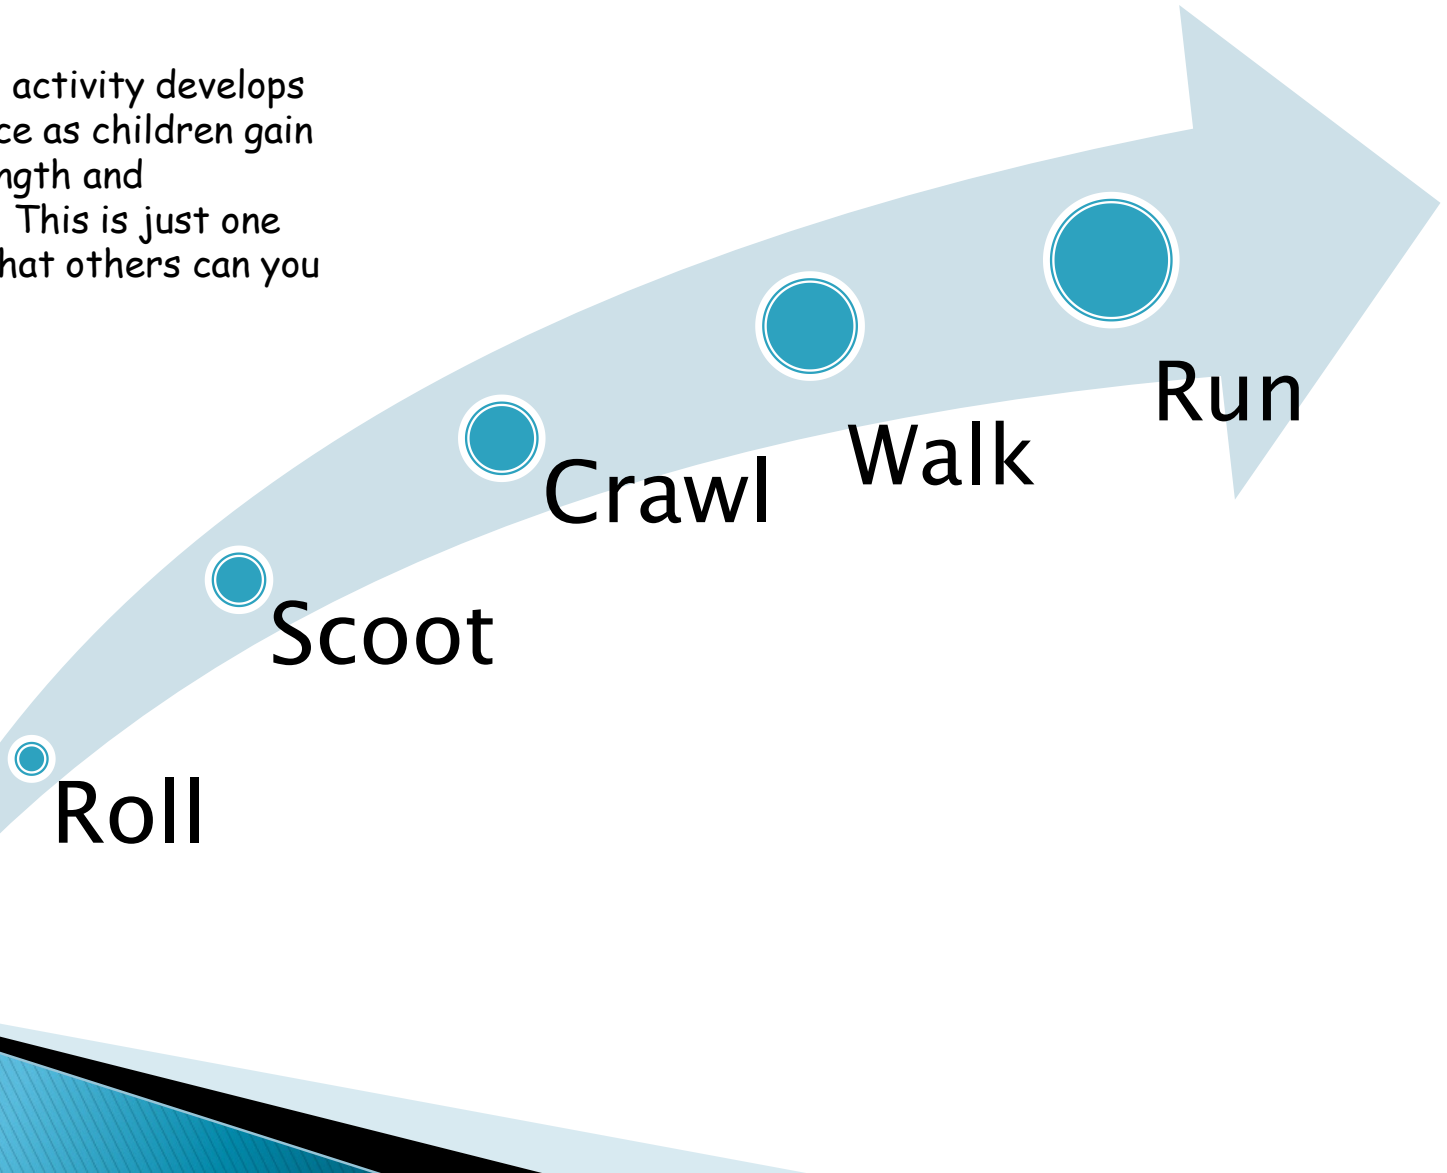 activity develops
ce as children gain
ngth and
This is just one
hat others can you
Run
Walk
Crawl
Scoot
Roll